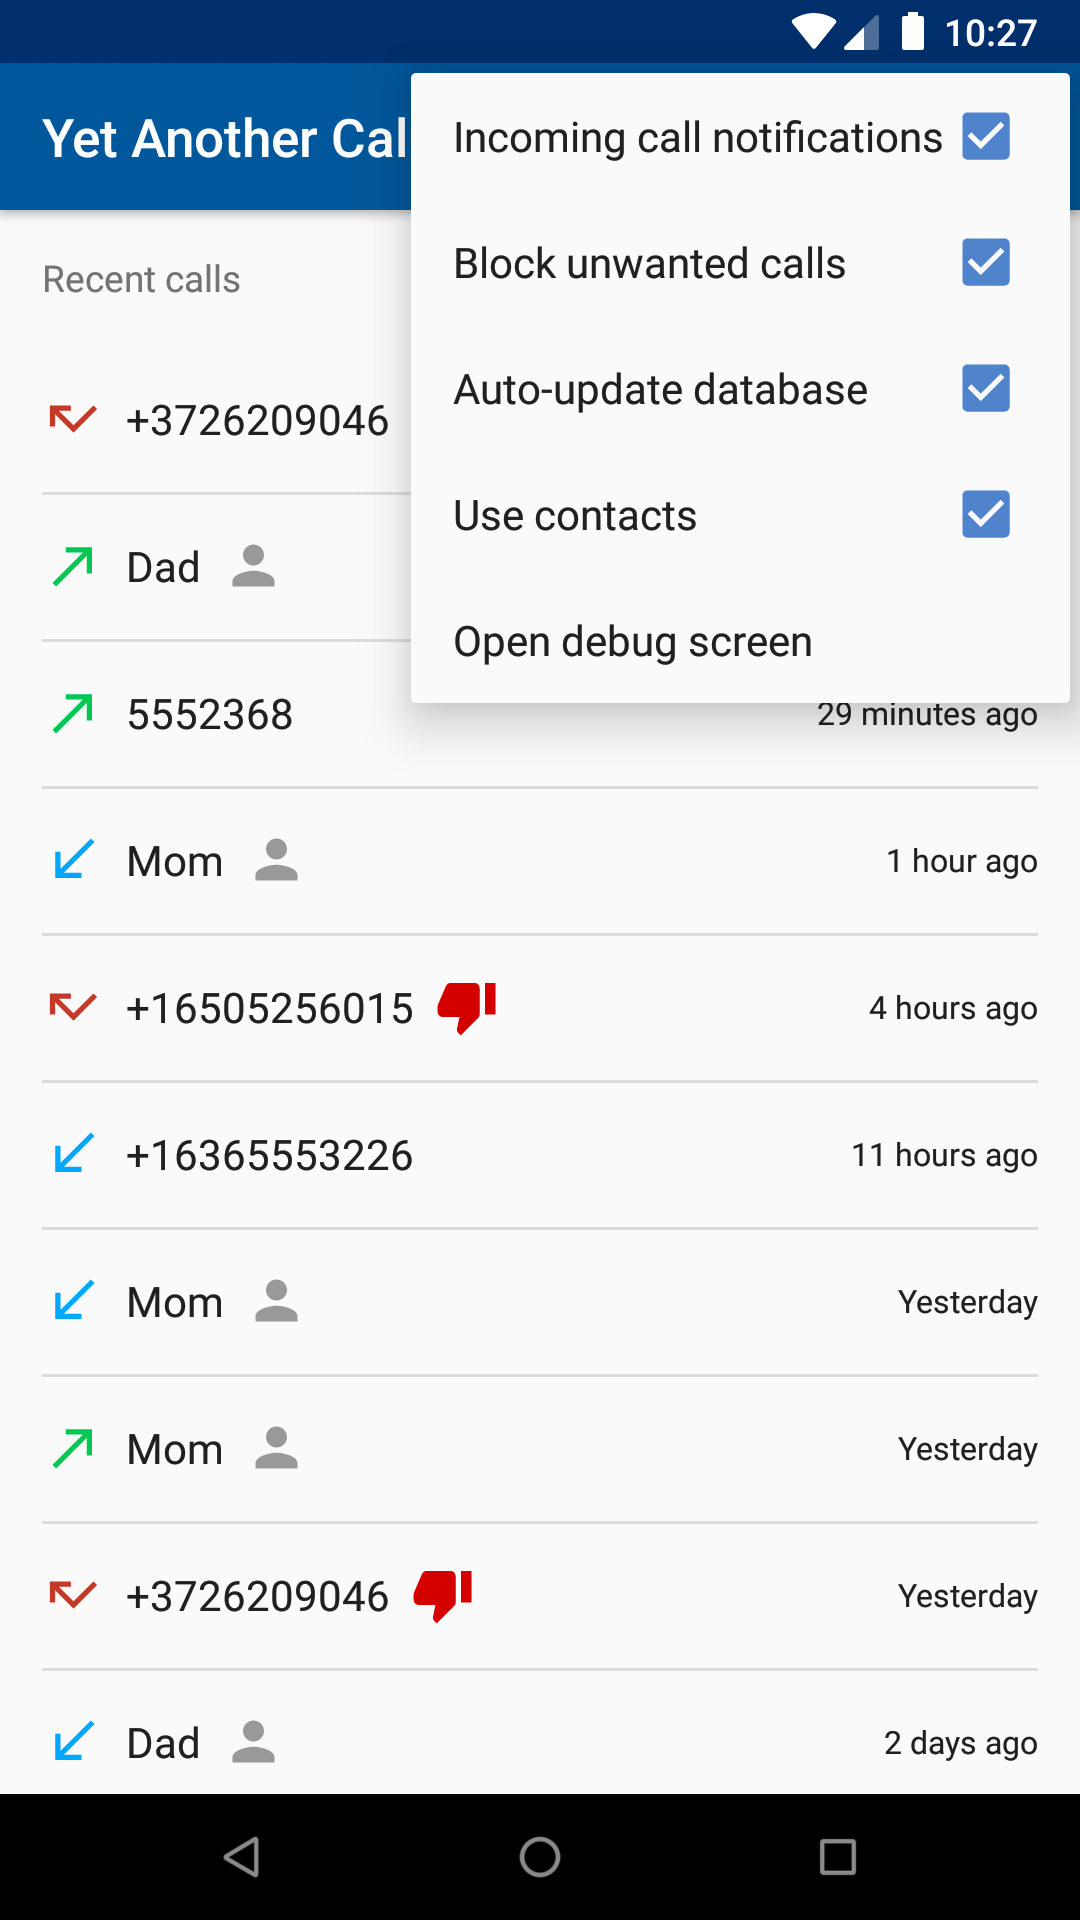 10:27
Yet Another Cal
Incoming call notifications
Block unwanted calls
Auto-update database
Use contacts
Open debug screen
Recent calls
+3726209046
Dad
5552368
29 minutes ago
Mom
1 hour ago
+16505256015
4 hours ago
+16365553226
11 hours ago
Mom
Yesterday
Mom
Yesterday
+3726209046
Yesterday
Dad
2 days ago